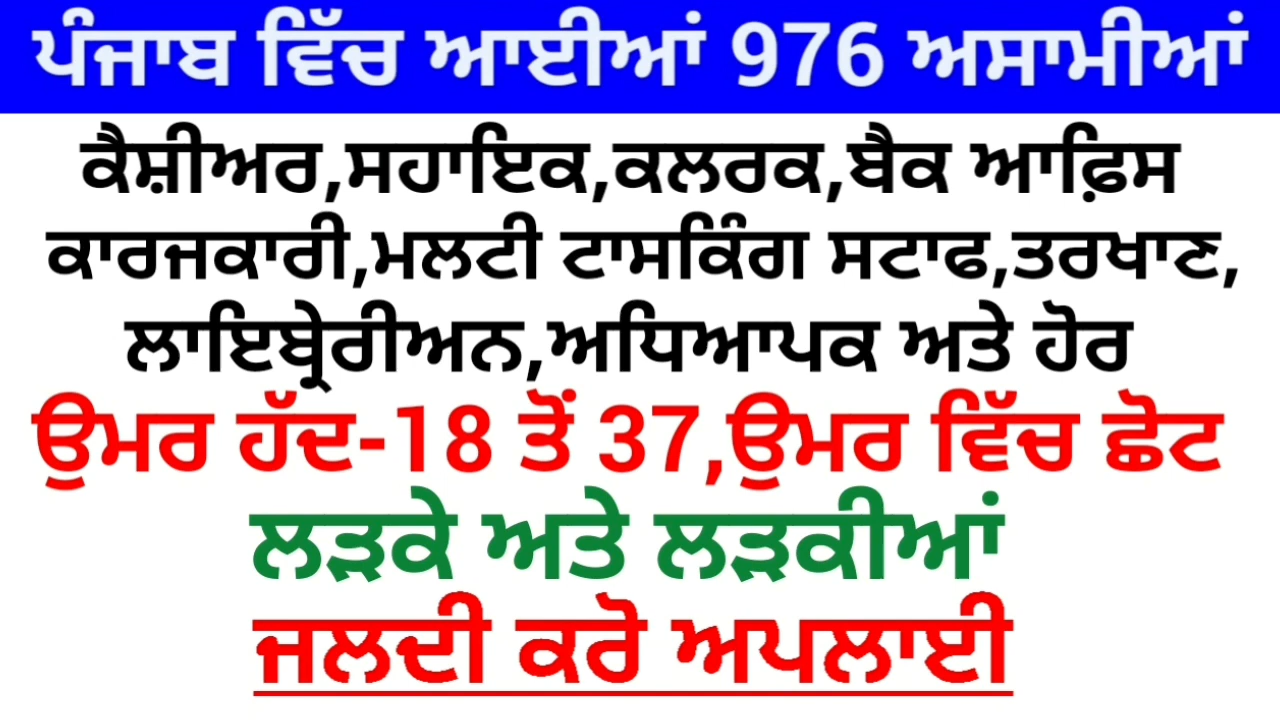 ਪੰਜਾਬ ਵਿੱਚ ਆਈਆਂ 976 ਅਸਾਮੀਆਂ
ਕੈਸ਼ੀਅਰ,ਸਹਾਇਕ,ਕਲਰਕ,ਬੈਕ ਆਫ਼ਿਸ
ਕਾਰਜਕਾਰੀ,ਮਲਟੀ ਟਾਸਕਿੰਗ ਸਟਾਫ,ਤਰਖਾਣ,
ਲਾਇਬ੍ਰੇਰੀਅਨ,ਅਧਿਆਪਕ ਅਤੇ ਹੋਰ
ਉਮਰ ਹੱਦ-18 ਤੋਂ 37,ਉਮਰ ਵਿੱਚ ਛੋਟ
ਲੜਕੇ ਅਤੇ ਲੜਕੀਆਂ
ਜਲਦੀ ਕਰੋ ਅਪਲਾਈ